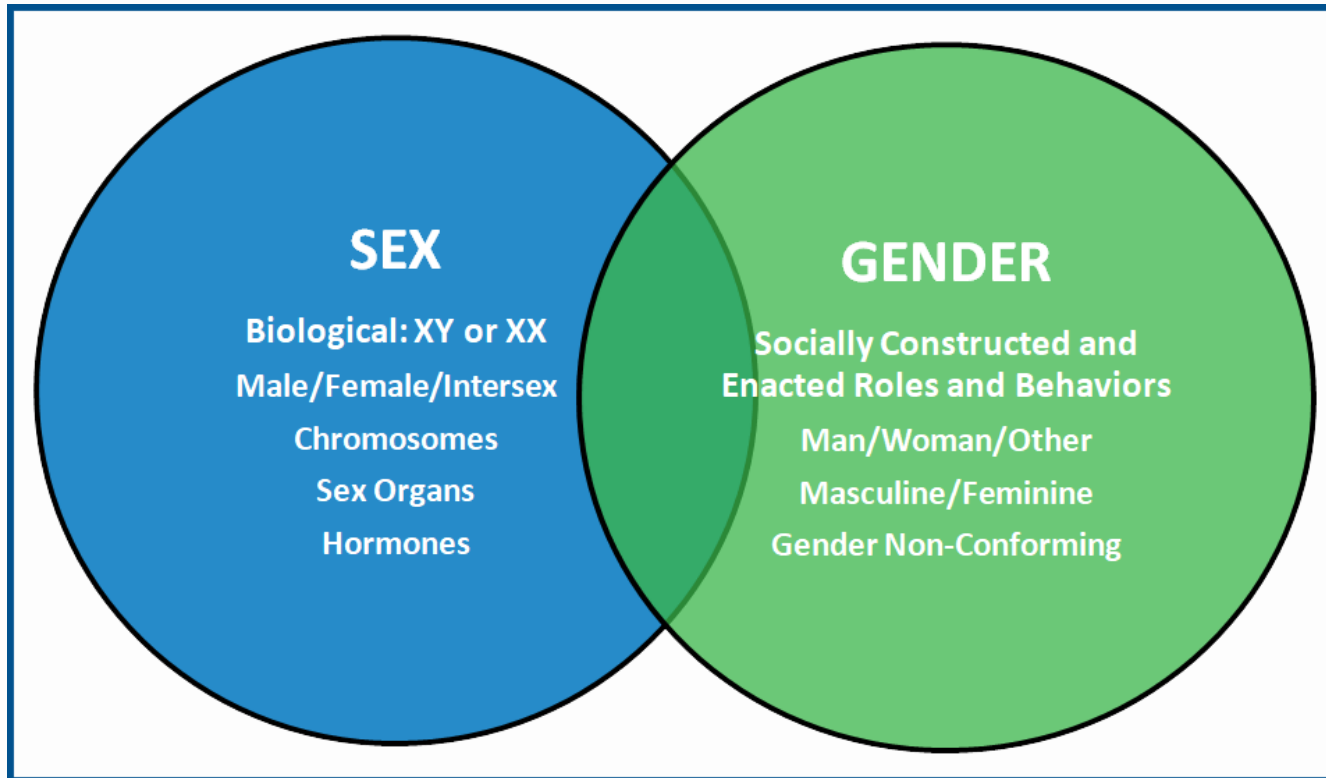 SEX
Biological: XY or XX
Male/Female/Intersex
Chromosomes
Sex Organs
Hormones
GENDER
Socially Constructed and
Enacted Roles and Behaviors
Man/Woman/Other
Masculine/Feminine
Gender Non-Conforming